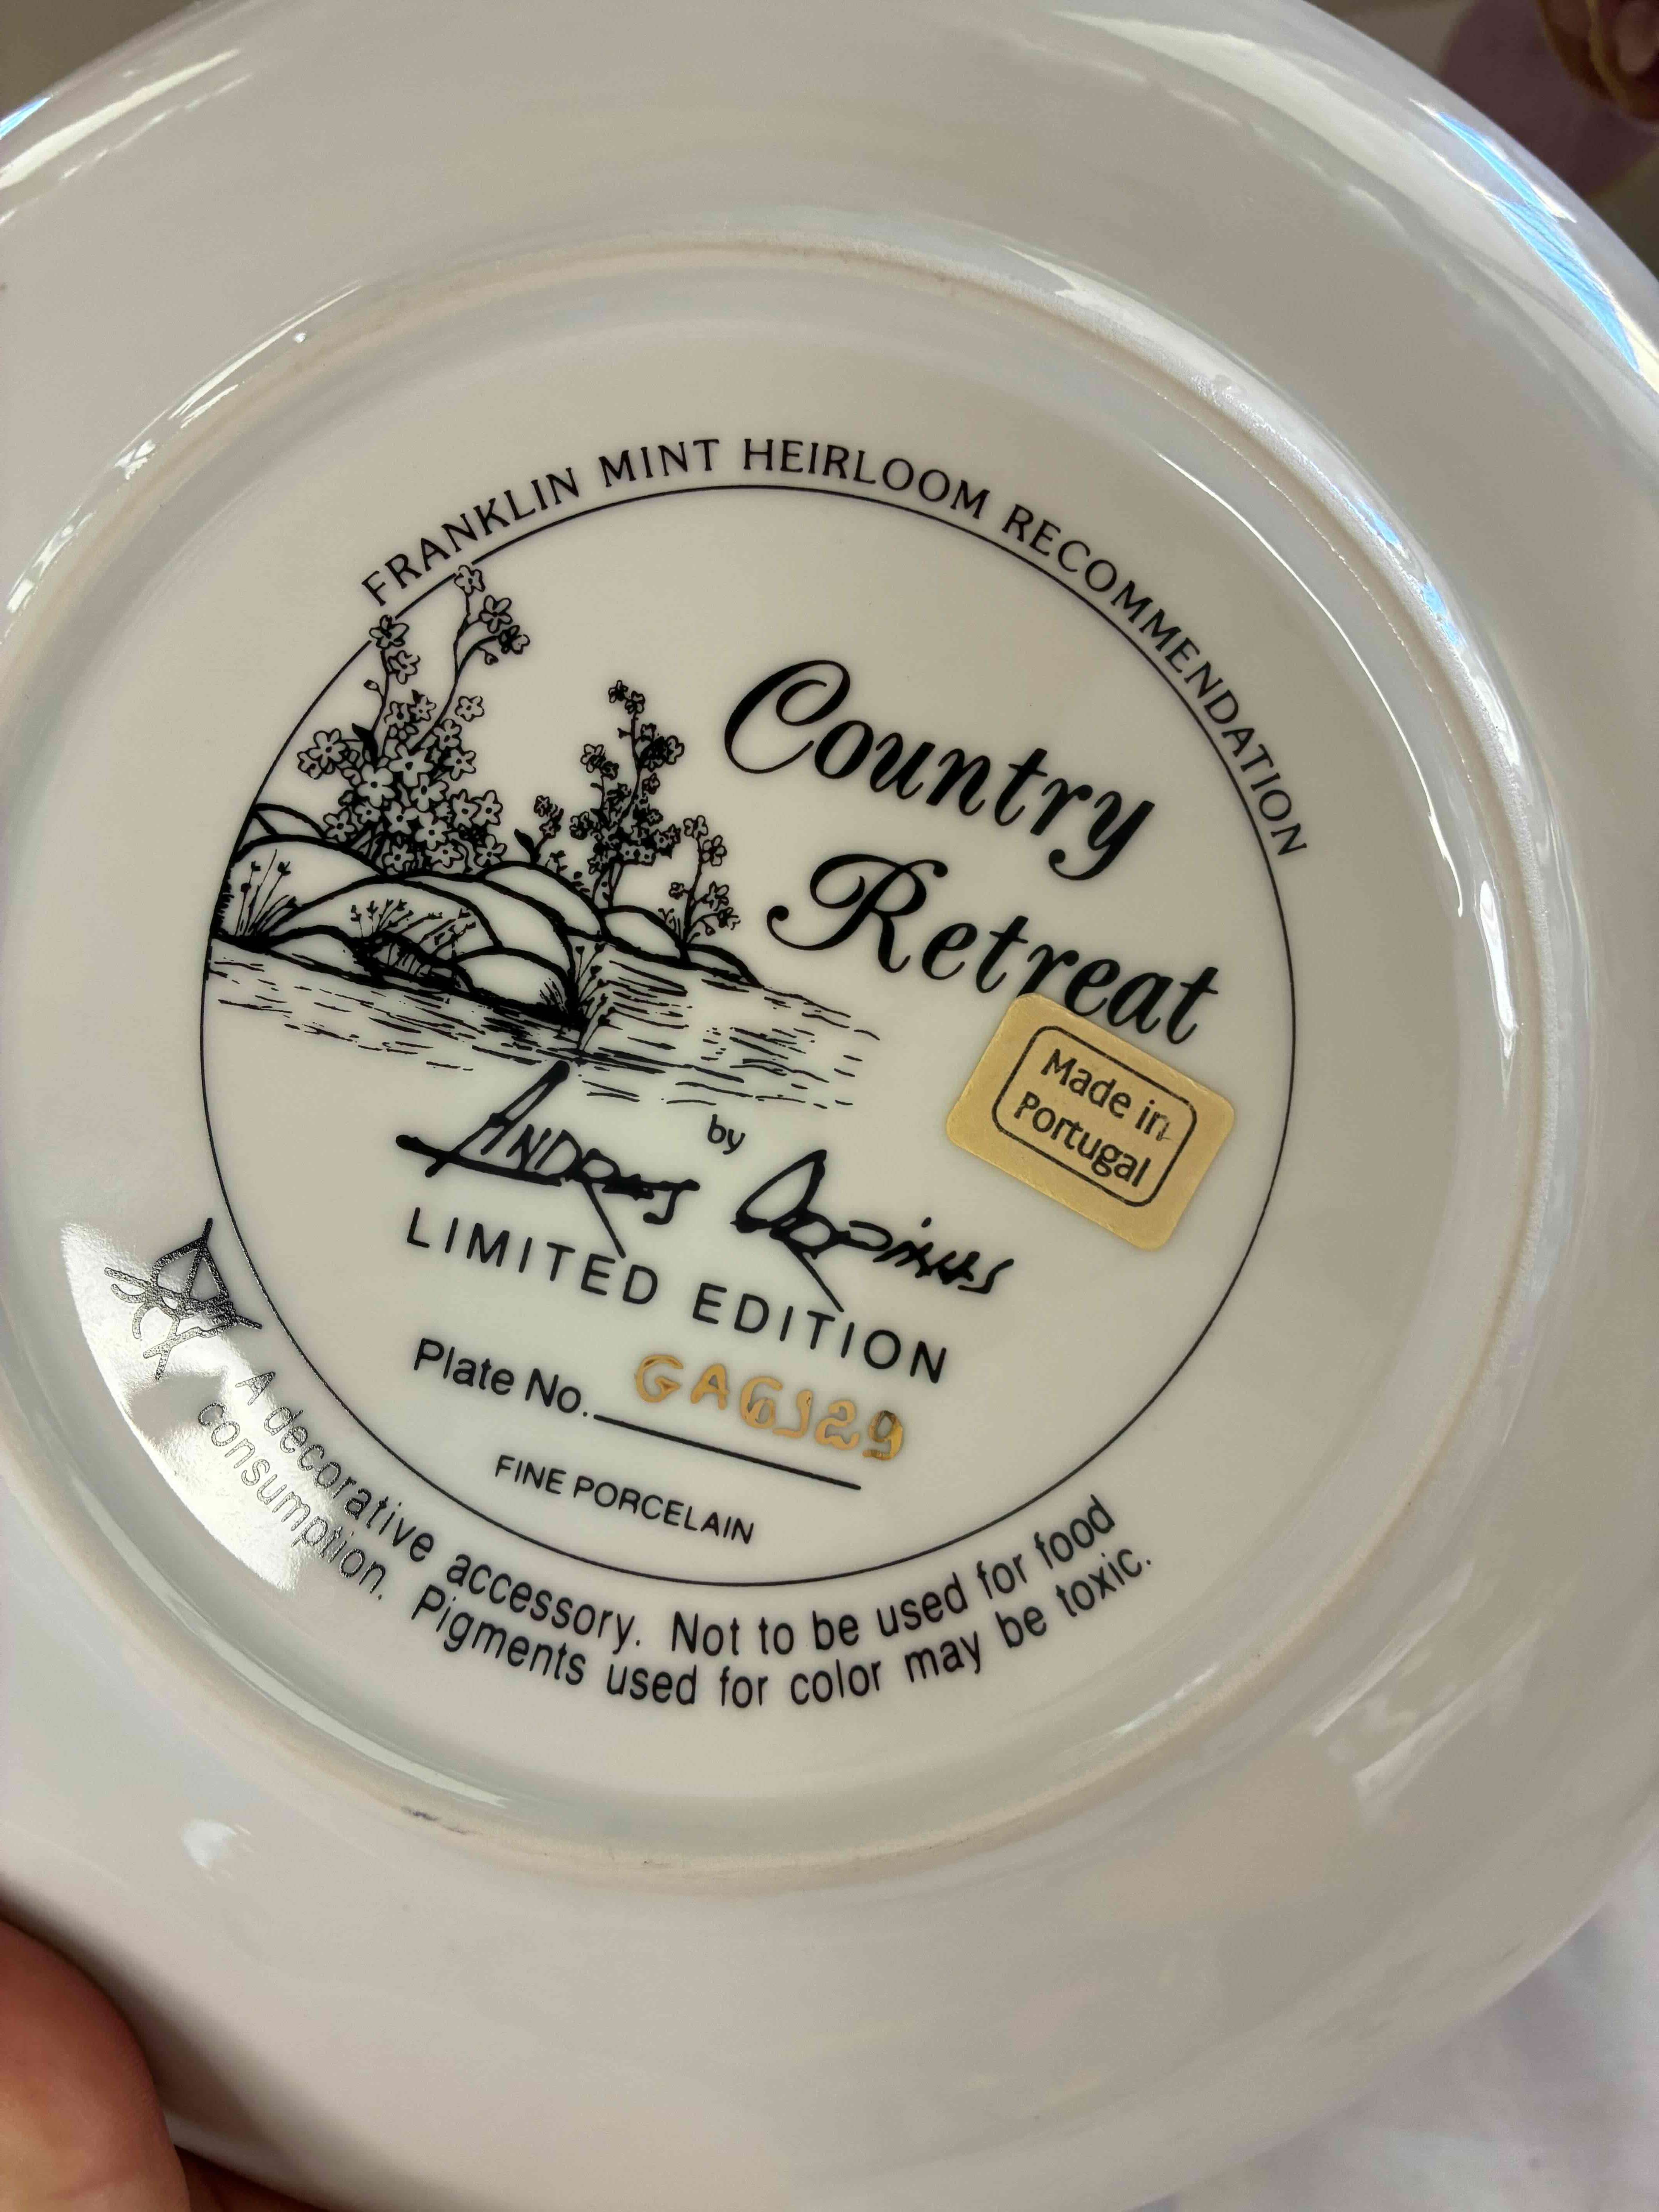 FRANKLIN MINT HEIRLOOM RECOMMENDATION
Country
Retreat
Made in
Portugal
by
LIMITED EDITION
Plate No. GA6129
FINE PORCELAIN
A decorative accessory. Not to be used for food
consumption. Pigments used for color may be toxic.